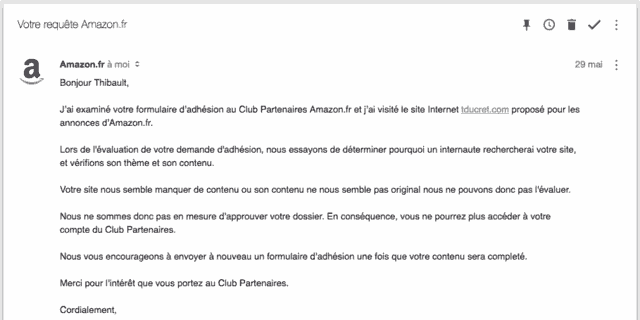 Votre requête Amazon.fr
Amazon.fr à moi
29 mai
Bonjour Thibault,
J'ai examiné votre formulaire d'adhésion au Club Partenaires Amazon.fr et j'ai visité le site Internet tducret.com proposé pour les
annonces d'Amazon.fr.
Lors de l'évaluation de votre demande d'adhésion, nous essayons de déterminer pourquoi un internaute rechercherai votre site,
et vérifions son thème et son contenu.
Votre site nous semble manquer de contenu ou son contenu ne nous semble pas original nous ne pouvons donc pas l'évaluer.
Nous ne sommes donc pas en mesure d'approuver votre dossier. En conséquence, vous ne pourrez plus accéder à votre
compte du Club Partenaires.
Nous vous encourageons à envoyer à nouveau un formulaire d'adhésion une fois que votre contenu sera completé.
Merci pour l'intérêt que vous portez au Club Partenaires.
Cordialement,